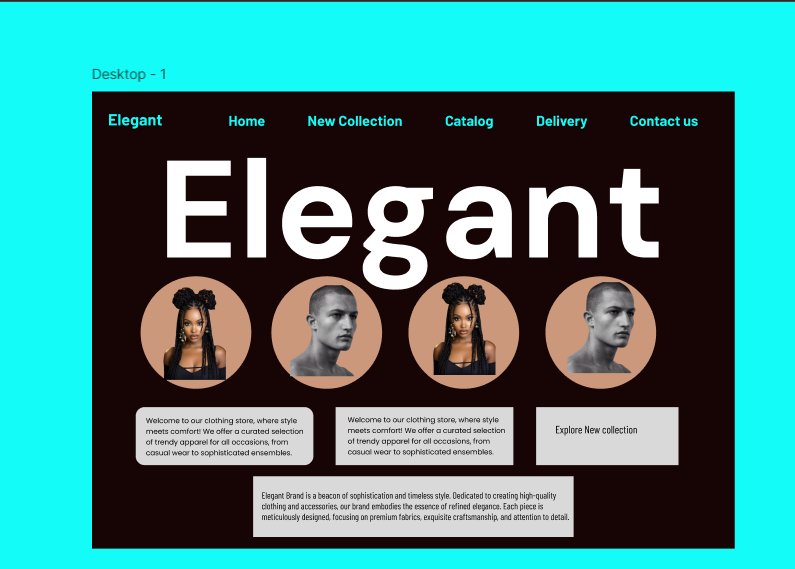 Desktop - 1
Elegant Home New Collection Catalog Delivery Contact us
Elegant
Welcome to our clothing store, where style
meets comfort! We offer a curated selection
of trendy apparel for all occasions, from
casual wear to sophisticated ensembles.
Welcome to our clothing store, where style
meets comfort! We offer a curated selection
of trendy apparel for all occasions, from
casual wear to sophisticated ensembles.
Explore New collection
Elegant Brand is a beacon of sophistication and timeless style. Dedicated to creating high-quality
clothing and accessories, our brand embodies the essence of refined elegance. Each piece is
meticulously designed, focusing on premium fabrics, exquisite craftsmanship, and attention to detail.